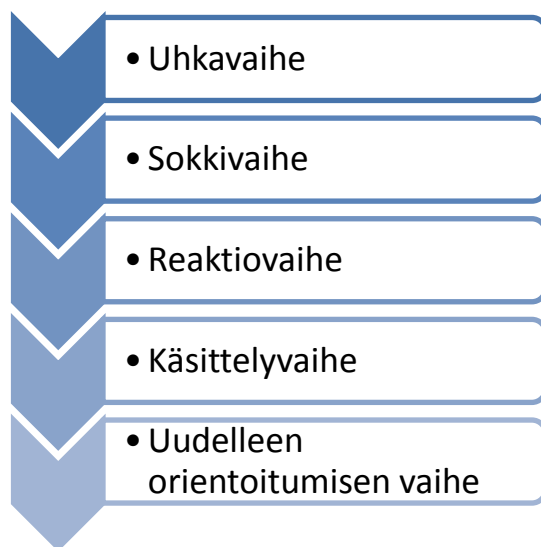 • Uhkavaihe
• Sokkivaihe
• Reaktiovaihe
• Käsittelyvaihe
• Uudelleen
orientoitumisen vaihe